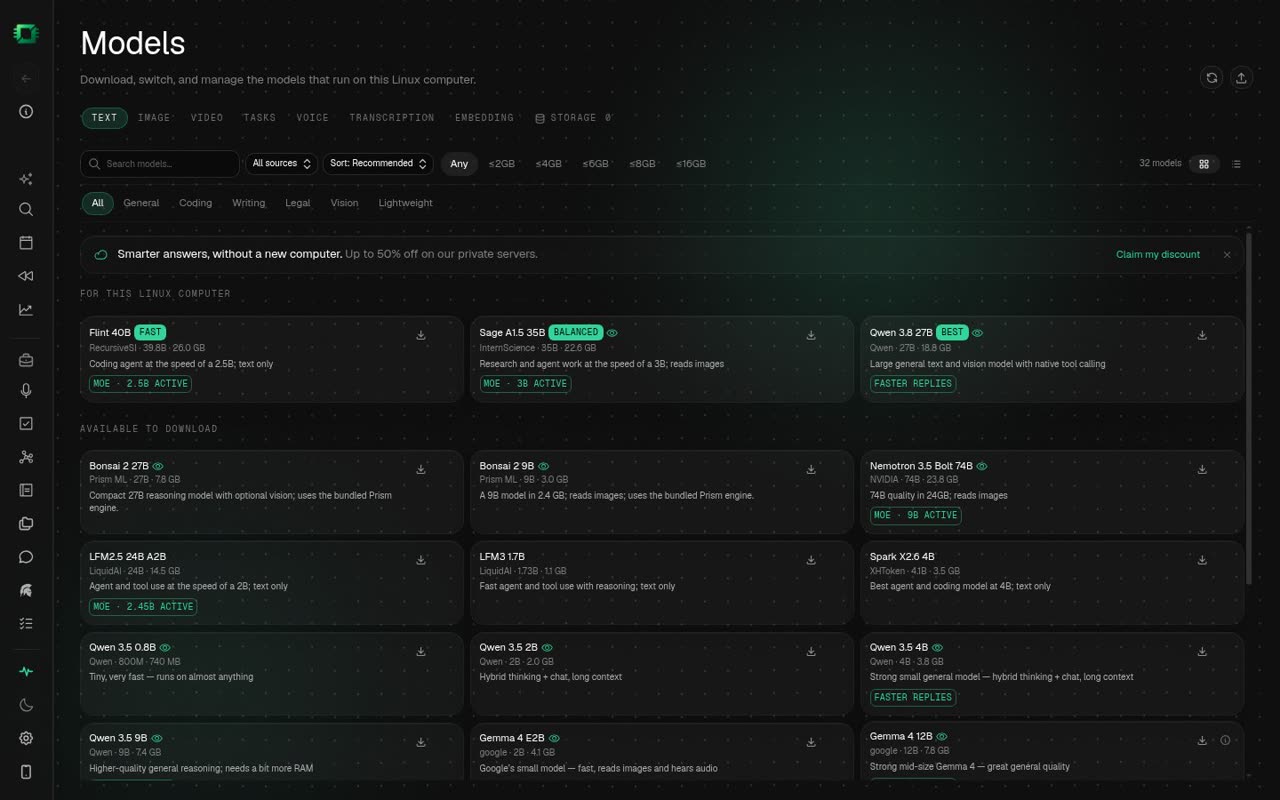 Models
Download, switch, and manage the models that run on this Linux computer.
TEXT IMAGE VIDEO TASKS VOICE TRANSCRIPTION EMBEDDING STORAGE 0
Search models... All sources Sort: Recommended Any ≤2GB ≤4GB ≤6GB ≤8GB ≤16GB 32 models
All General Coding Writing Legal Vision Lightweight
Smarter answers, without a new computer. Up to 50% off on our private servers. Claim my discount
FOR THIS LINUX COMPUTER
Flint 40B FAST
RecursiveSI · 39.8B · 26.0 GB
Coding agent at the speed of a 2.5B; text only
MOE · 2.5B ACTIVE
Sage A1.5 35B BALANCED
InternScience · 35B · 22.6 GB
Research and agent work at the speed of a 3B; reads images
MOE · 3B ACTIVE
Qwen 3.8 27B BEST
Qwen · 27B · 18.8 GB
Large general text and vision model with native tool calling
FASTER REPLIES
AVAILABLE TO DOWNLOAD
Bonsai 2 27B
Prism ML · 27B · 7.8 GB
Compact 27B reasoning model with optional vision; uses the bundled Prism
engine.
Bonsai 2 9B
Prism ML · 9B · 3.0 GB
A 9B model in 2.4 GB; reads images; uses the bundled Prism engine.
Nemotron 3.5 Bolt 74B
NVIDIA · 74B · 23.8 GB
74B quality in 24GB; reads images
MOE · 9B ACTIVE
LFM2.5 24B A2B
LiquidAI · 24B · 14.5 GB
Agent and tool use at the speed of a 2B; text only
MOE · 2.45B ACTIVE
LFM3 1.7B
LiquidAI · 1.73B · 1.1 GB
Fast agent and tool use with reasoning; text only
Spark X2.6 4B
XHToken · 4.1B · 3.5 GB
Best agent and coding model at 4B; text only
Qwen 3.5 0.8B
Qwen · 800M · 740 MB
Tiny, very fast — runs on almost anything
Qwen 3.5 2B
Qwen · 2B · 2.0 GB
Hybrid thinking + chat, long context
Qwen 3.5 4B
Qwen · 4B · 3.8 GB
Strong small general model — hybrid thinking + chat, long context
FASTER REPLIES
Qwen 3.5 9B
Qwen · 9B · 7.4 GB
Higher-quality general reasoning; needs a bit more RAM
Gemma 4 E2B
google · 2B · 4.1 GB
Google's small model — fast, reads images and hears audio
Gemma 4 12B
google · 12B · 7.8 GB
Strong mid-size Gemma 4 — great general quality